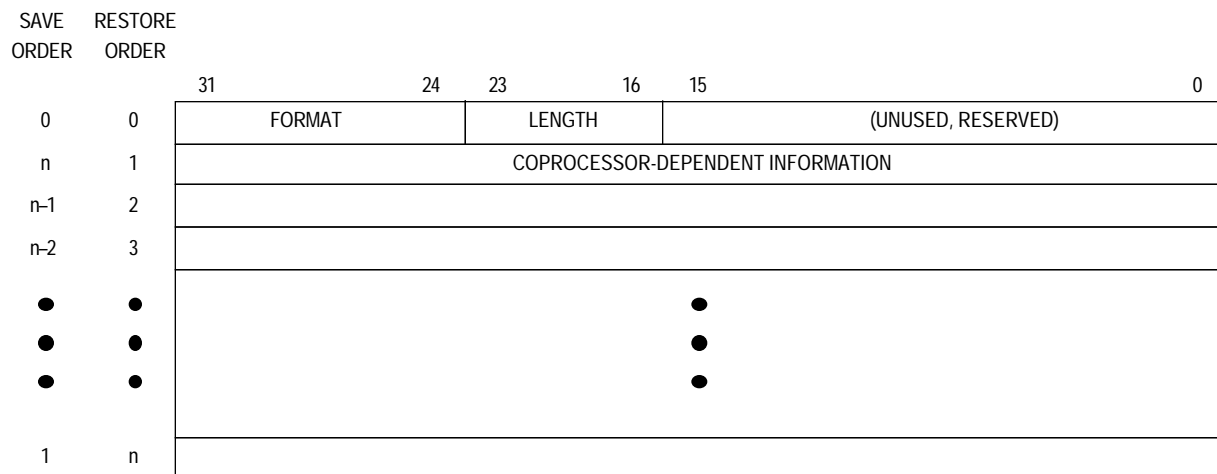 SAVE RESTORE
ORDER ORDER
31 24 23 16 15 0
0 0 FORMAT LENGTH (UNUSED, RESERVED)
n 1 COPROCESSOR-DEPENDENT INFORMATION
n–1 2
n–2 3
1 n